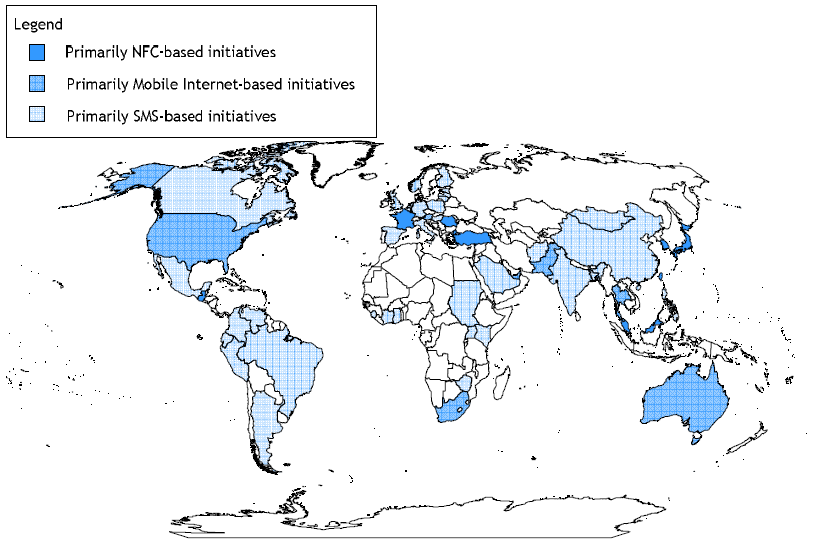 Legend
Primarily NFC-based initiatives
Primarily Mobile Internet-based initiatives
Primarily SMS-based initiatives